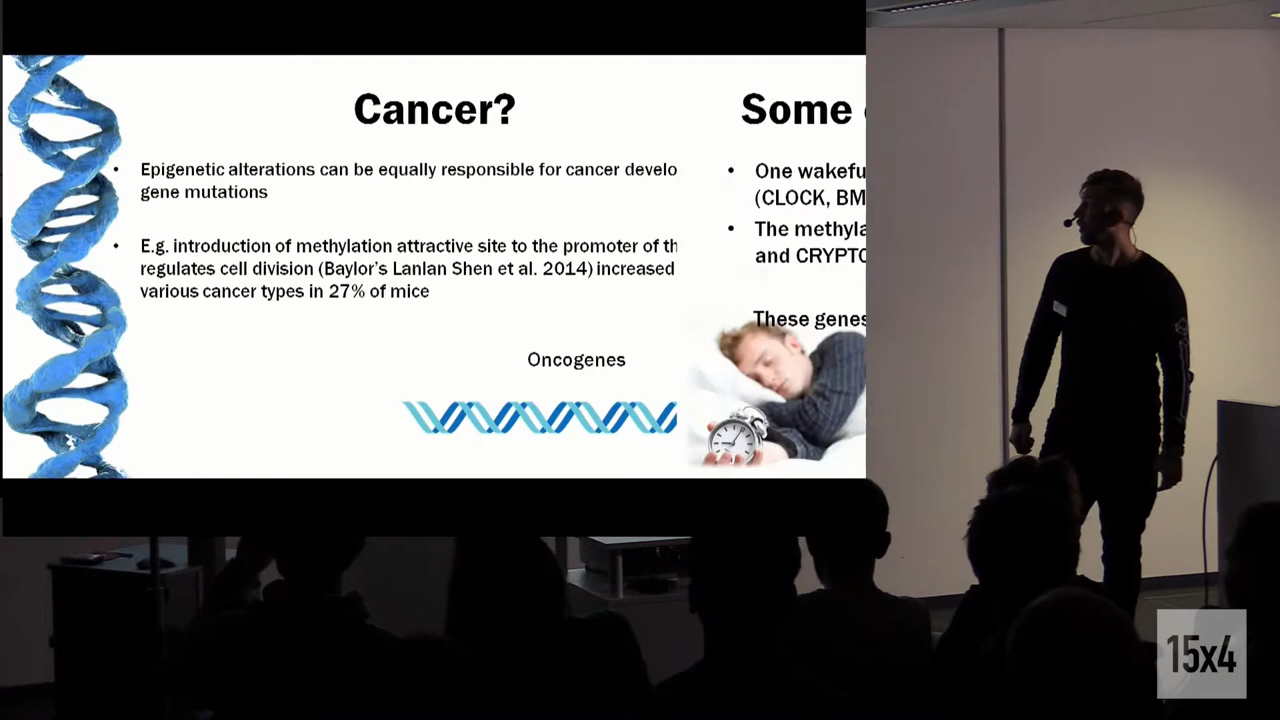 Cancer?
• Epigenetic alterations can be equally responsible for cancer develo
gene mutations
• E.g. introduction of methylation attractive site to the promoter of th
regulates cell division (Baylor's Lanlan Shen et al. 2014) increased
various cancer types in 27% of mice
Oncogenes
Some
• One wakefu
(CLOCK, BM
• The methyla
and CRYPTO
These genes
15x4